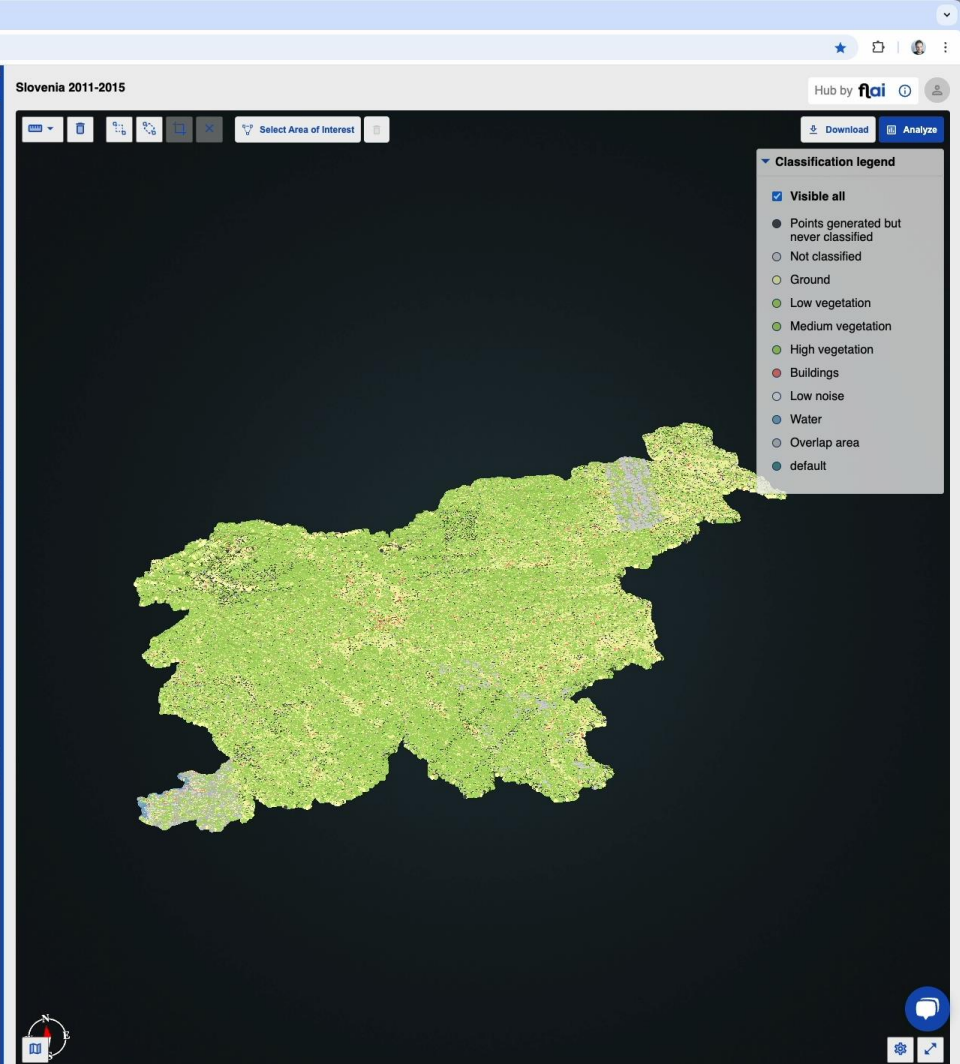 Slovenia 2011-2015
Hub by flai
Select Area of Interest
Download
Analyze
Classification legend
Visible all
Points generated but
never classified
Not classified
Ground
Low vegetation
Medium vegetation
High vegetation
Buildings
Low noise
Water
Overlap area
default
N
E
S